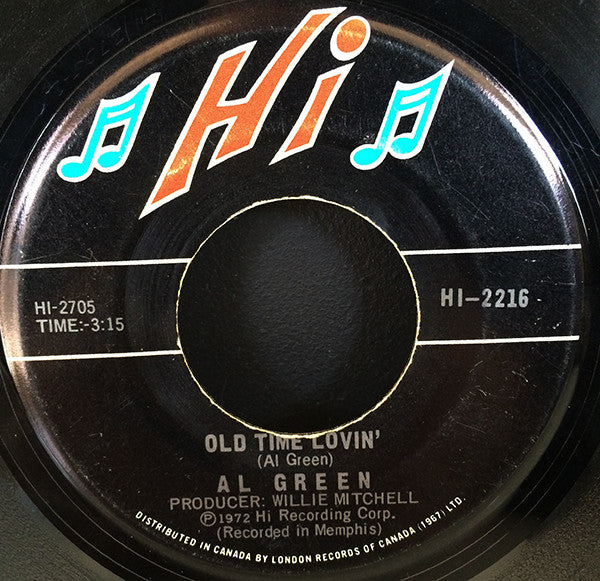 Hi
HI-2705
TIME:-3:15
HI-2216
OLD TIME LOVIN'
(Al Green)
AL GREEN
PRODUCER: WILLIE MITCHELL
℗1972 Hi Recording Corp.
(Recorded in Memphis)
DISTRIBUTED IN CANADA BY LONDON RECORDS OF CANADA (1967) LTD.